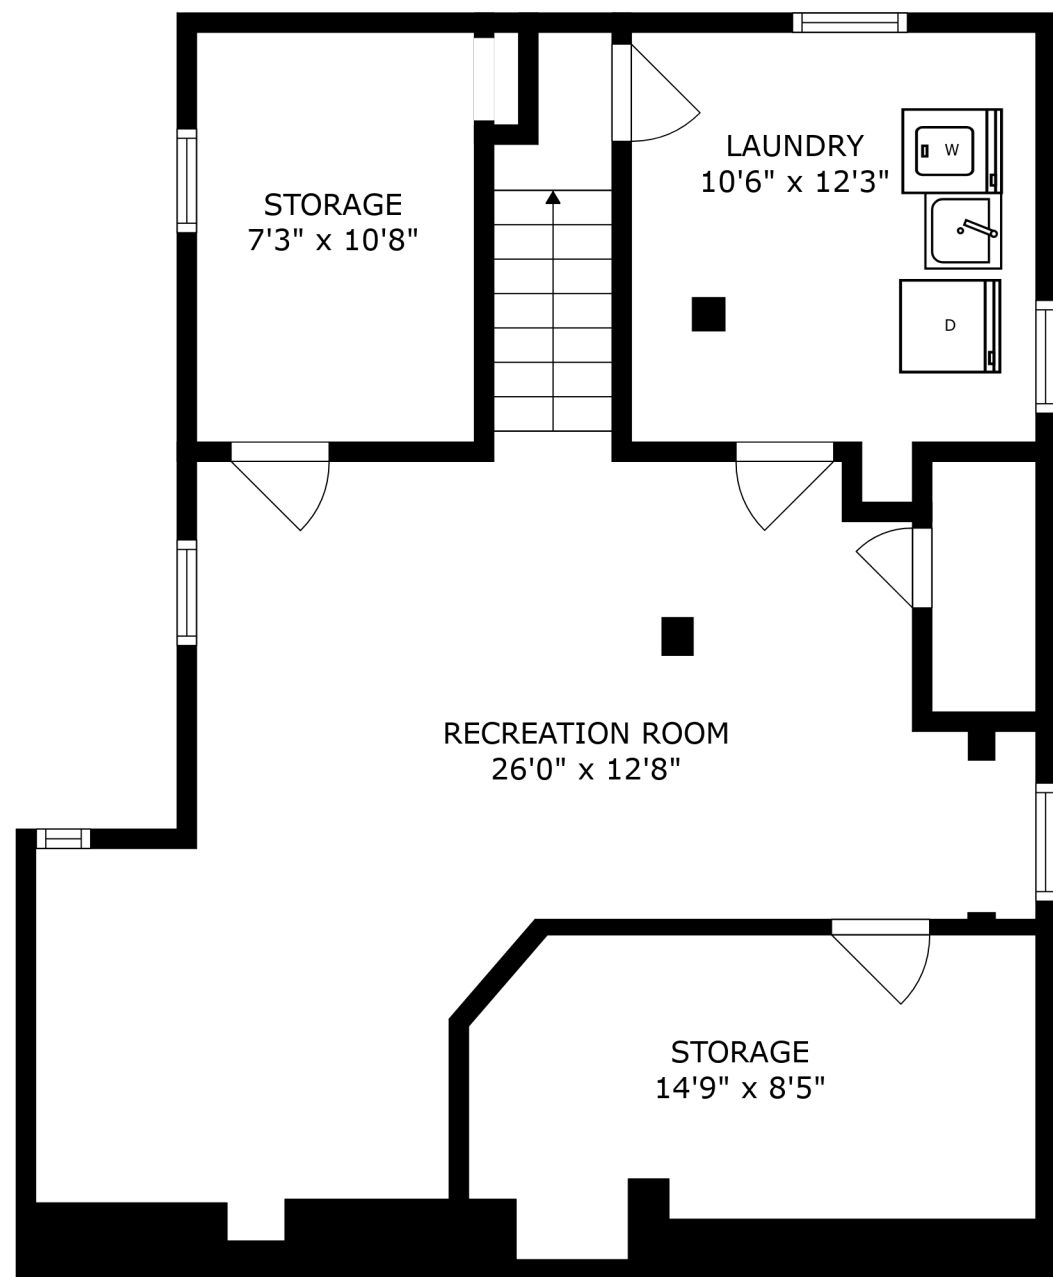 LAUNDRY
10'6" x 12'3"
W
STORAGE
7'3" x 10'8"
D
RECREATION ROOM
26'0" x 12'8"
STORAGE
14'9" x 8'5"